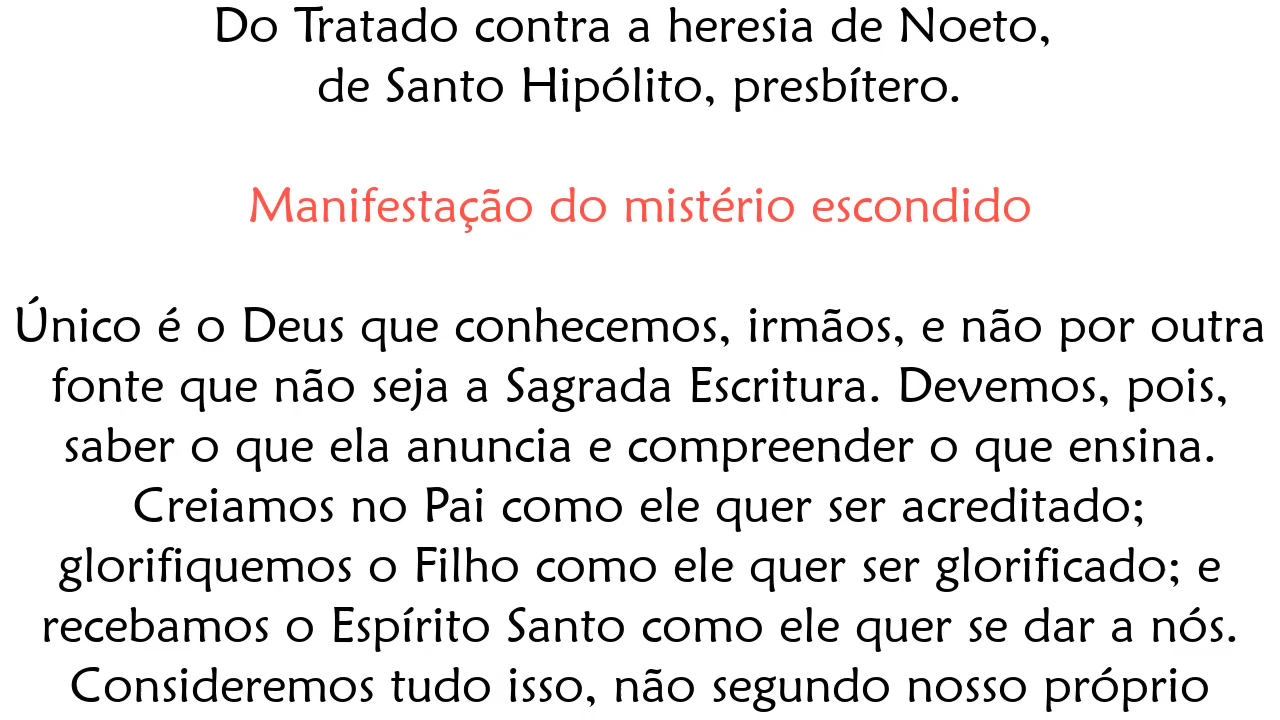 Do Tratado contra a heresia de Noeto,
de Santo Hipólito, presbítero.
Manifestação do mistério escondido
Único é o Deus que conhecemos, irmãos, e não por outra
fonte que não seja a Sagrada Escritura. Devemos, pois,
saber o que ela anuncia e compreender o que ensina.
Creiamos no Pai como ele quer ser acreditado;
glorifiquemos o Filho como ele quer ser glorificado; e
recebamos o Espírito Santo como ele quer se dar a nós.
Consideremos tudo isso, não segundo nosso próprio